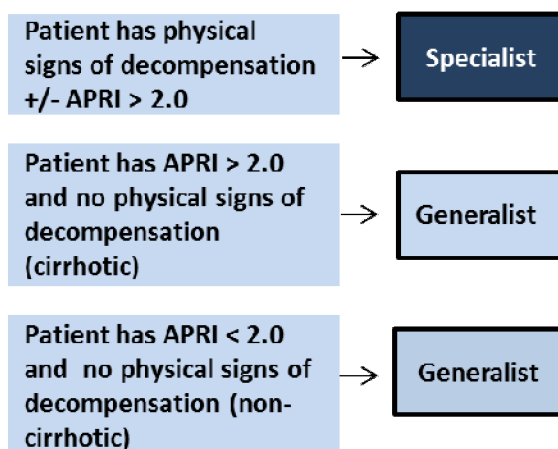 Patient has physical
signs of decompensation
+/- APRI > 2.0
Specialist
Patient has APRI > 2.0
and no physical signs of
decompensation
(cirrhotic)
Generalist
Patient has APRI < 2.0
and  no physical signs of
decompensation (non-
cirrhotic)
Generalist